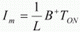 I_m = \frac{1}{L} B^+ T_{ON}